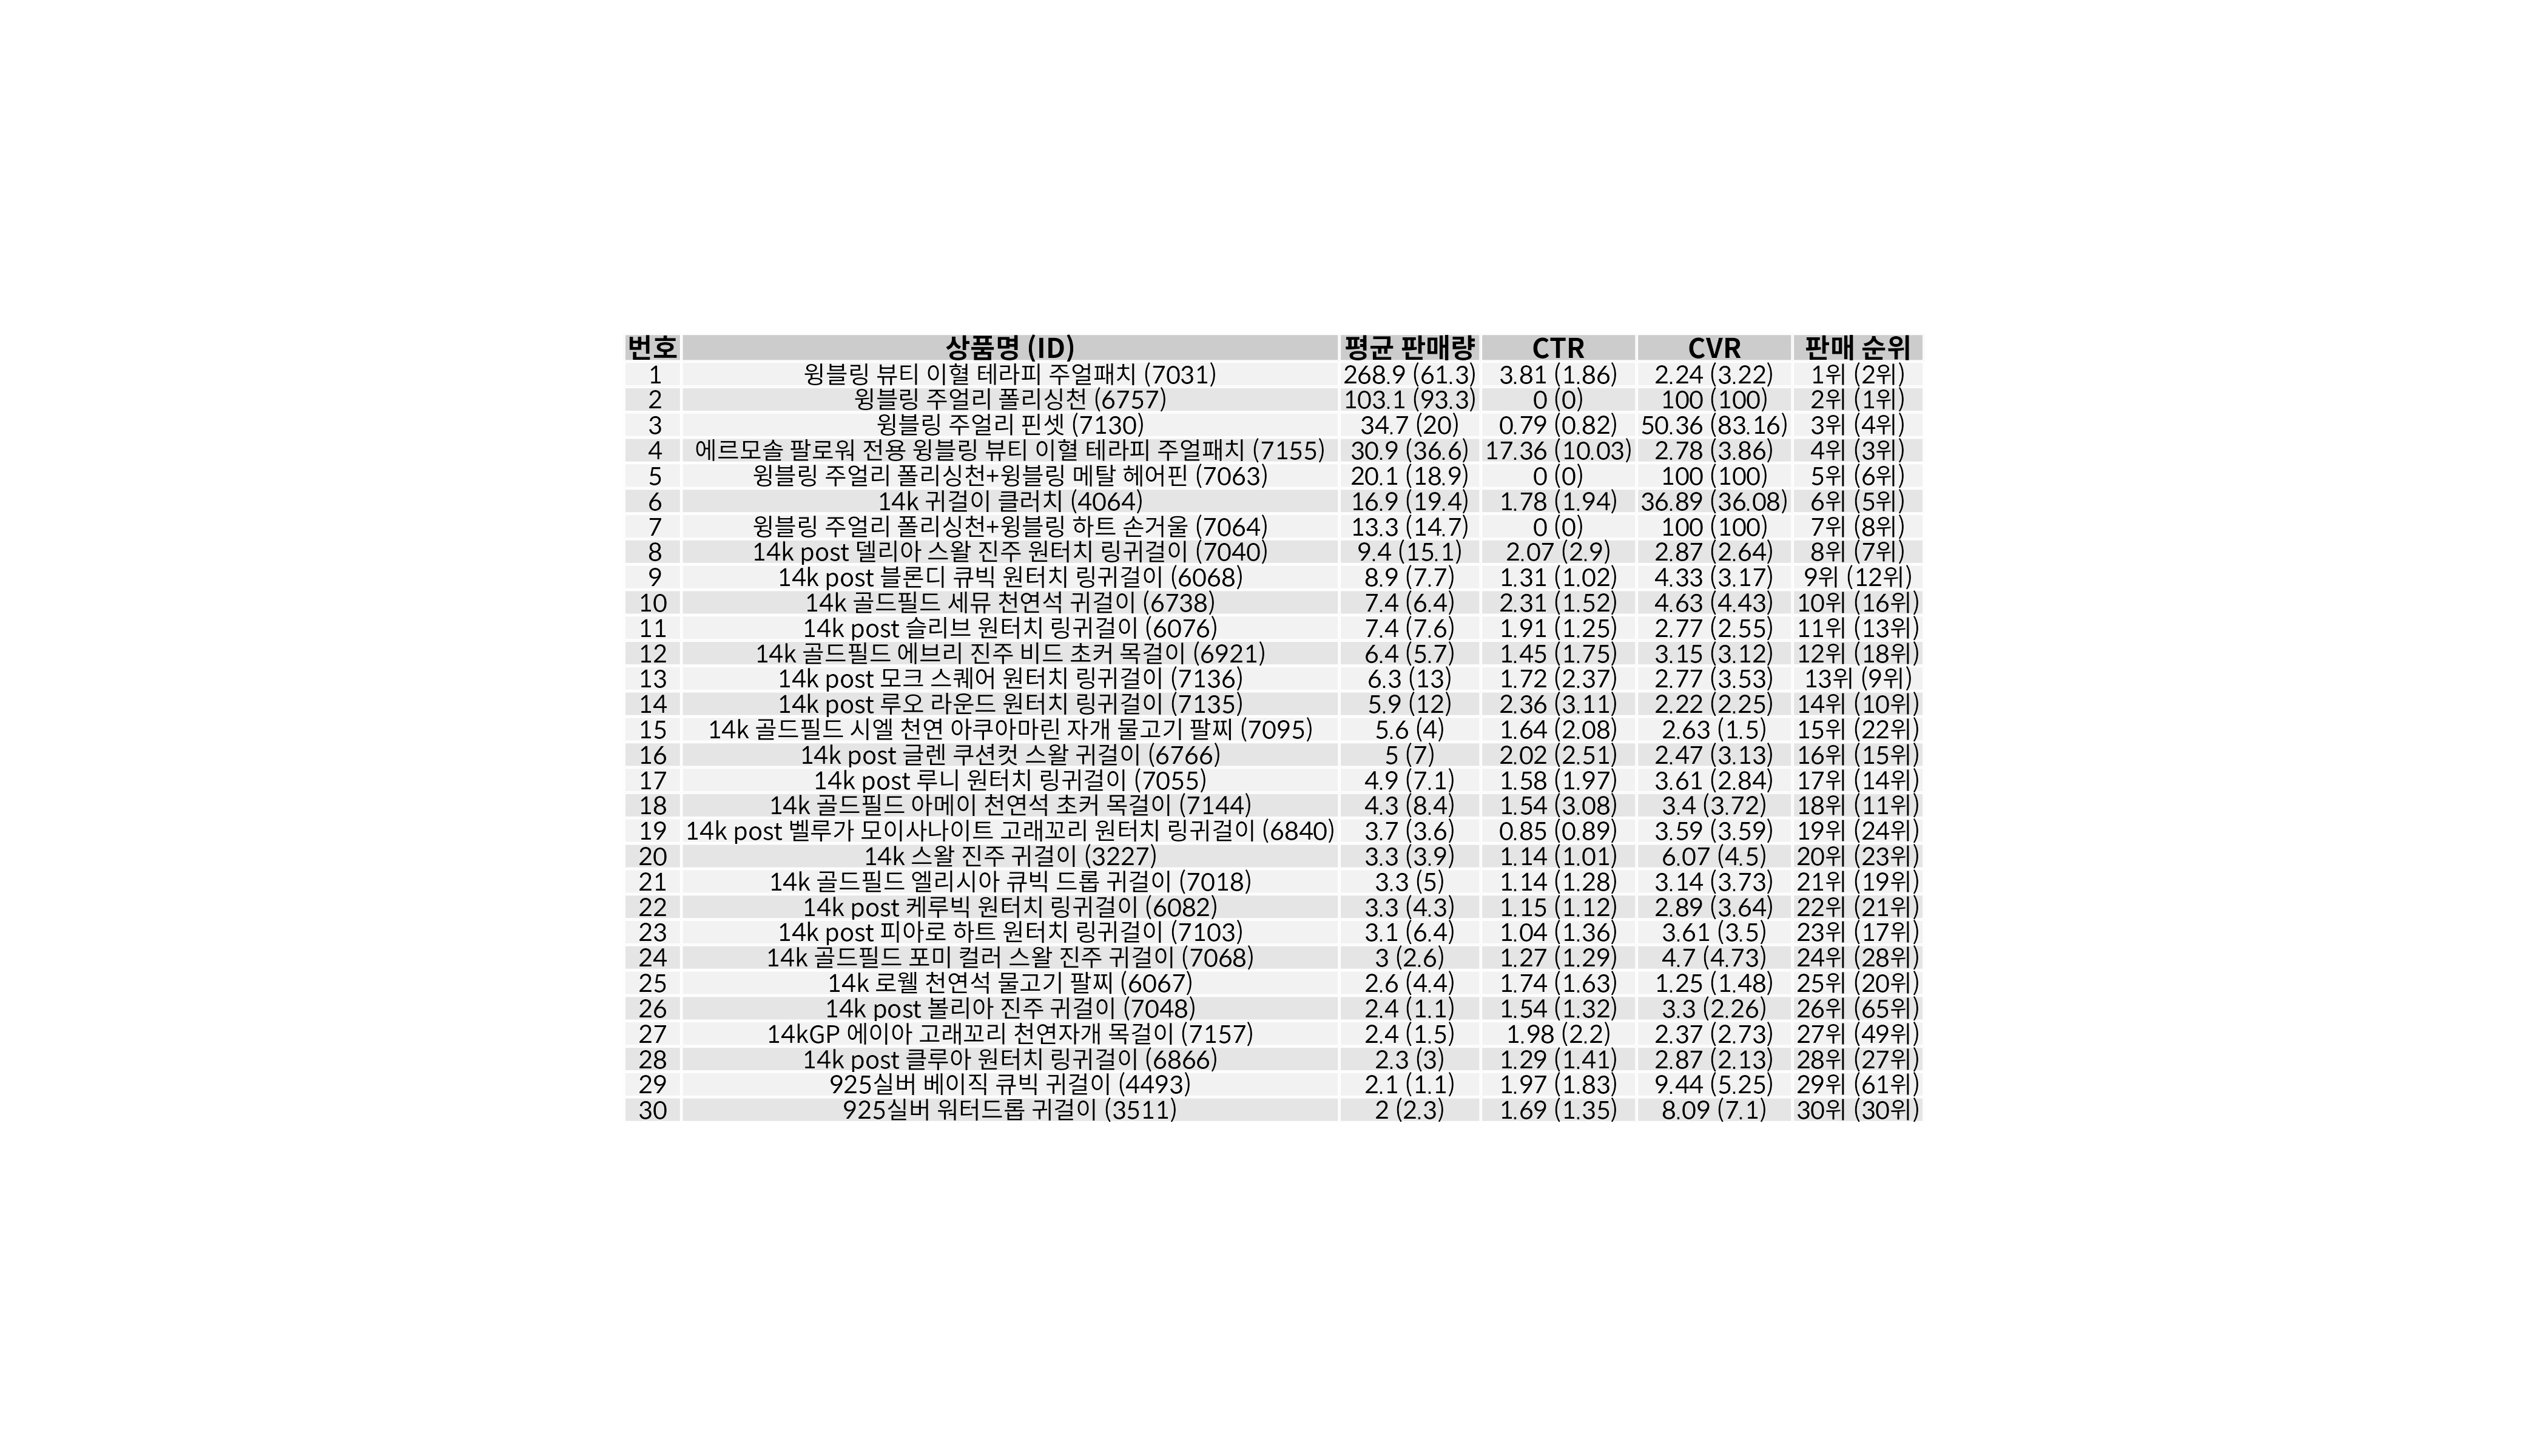 번호 상품명 (ID) 평균 판매량 CTR CVR 판매 순위
1 윙블링 뷰티 이혈 테라피 주얼패치 (7031) 268.9 (61.3) 3.81 (1.86) 2.24 (3.22) 1위 (2위)
2 윙블링 주얼리 폴리싱천 (6757) 103.1 (93.3) 0 (0) 100 (100) 2위 (1위)
3 윙블링 주얼리 핀셋 (7130) 34.7 (20) 0.79 (0.82) 50.36 (83.16) 3위 (4위)
4 에르모솔 팔로워 전용 윙블링 뷰티 이혈 테라피 주얼패치 (7155) 30.9 (36.6) 17.36 (10.03) 2.78 (3.86) 4위 (3위)
5 윙블링 주얼리 폴리싱천+윙블링 메탈 헤어핀 (7063) 20.1 (18.9) 0 (0) 100 (100) 5위 (6위)
6 14k 귀걸이 클러치 (4064) 16.9 (19.4) 1.78 (1.94) 36.89 (36.08) 6위 (5위)
7 윙블링 주얼리 폴리싱천+윙블링 하트 손거울 (7064) 13.3 (14.7) 0 (0) 100 (100) 7위 (8위)
8 14k post 델리아 스왈 진주 원터치 링귀걸이 (7040) 9.4 (15.1) 2.07 (2.9) 2.87 (2.64) 8위 (7위)
9 14k post 블론디 큐빅 원터치 링귀걸이 (6068) 8.9 (7.7) 1.31 (1.02) 4.33 (3.17) 9위 (12위)
10 14k 골드필드 세뮤 천연석 귀걸이 (6738) 7.4 (6.4) 2.31 (1.52) 4.63 (4.43) 10위 (16위)
11 14k post 슬리브 원터치 링귀걸이 (6076) 7.4 (7.6) 1.91 (1.25) 2.77 (2.55) 11위 (13위)
12 14k 골드필드 에브리 진주 비드 초커 목걸이 (6921) 6.4 (5.7) 1.45 (1.75) 3.15 (3.12) 12위 (18위)
13 14k post 모크 스퀘어 원터치 링귀걸이 (7136) 6.3 (13) 1.72 (2.37) 2.77 (3.53) 13위 (9위)
14 14k post 루오 라운드 원터치 링귀걸이 (7135) 5.9 (12) 2.36 (3.11) 2.22 (2.25) 14위 (10위)
15 14k 골드필드 시엘 천연 아쿠아마린 자개 물고기 팔찌 (7095) 5.6 (4) 1.64 (2.08) 2.63 (1.5) 15위 (22위)
16 14k post 글렌 쿠션컷 스왈 귀걸이 (6766) 5 (7) 2.02 (2.51) 2.47 (3.13) 16위 (15위)
17 14k post 루니 원터치 링귀걸이 (7055) 4.9 (7.1) 1.58 (1.97) 3.61 (2.84) 17위 (14위)
18 14k 골드필드 아메이 천연석 초커 목걸이 (7144) 4.3 (8.4) 1.54 (3.08) 3.4 (3.72) 18위 (11위)
19 14k post 벨루가 모이사나이트 고래꼬리 원터치 링귀걸이 (6840) 3.7 (3.6) 0.85 (0.89) 3.59 (3.59) 19위 (24위)
20 14k 스왈 진주 귀걸이 (3227) 3.3 (3.9) 1.14 (1.01) 6.07 (4.5) 20위 (23위)
21 14k 골드필드 엘리시아 큐빅 드롭 귀걸이 (7018) 3.3 (5) 1.14 (1.28) 3.14 (3.73) 21위 (19위)
22 14k post 케루빅 원터치 링귀걸이 (6082) 3.3 (4.3) 1.15 (1.12) 2.89 (3.64) 22위 (21위)
23 14k post 피아로 하트 원터치 링귀걸이 (7103) 3.1 (6.4) 1.04 (1.36) 3.61 (3.5) 23위 (17위)
24 14k 골드필드 포미 컬러 스왈 진주 귀걸이 (7068) 3 (2.6) 1.27 (1.29) 4.7 (4.73) 24위 (28위)
25 14k 로웰 천연석 물고기 팔찌 (6067) 2.6 (4.4) 1.74 (1.63) 1.25 (1.48) 25위 (20위)
26 14k post 볼리아 진주 귀걸이 (7048) 2.4 (1.1) 1.54 (1.32) 3.3 (2.26) 26위 (65위)
27 14kGP 에이아 고래꼬리 천연자개 목걸이 (7157) 2.4 (1.5) 1.98 (2.2) 2.37 (2.73) 27위 (49위)
28 14k post 클루아 원터치 링귀걸이 (6866) 2.3 (3) 1.29 (1.41) 2.87 (2.13) 28위 (27위)
29 925실버 베이직 큐빅 귀걸이 (4493) 2.1 (1.1) 1.97 (1.83) 9.44 (5.25) 29위 (61위)
30 925실버 워터드롭 귀걸이 (3511) 2 (2.3) 1.69 (1.35) 8.09 (7.1) 30위 (30위)